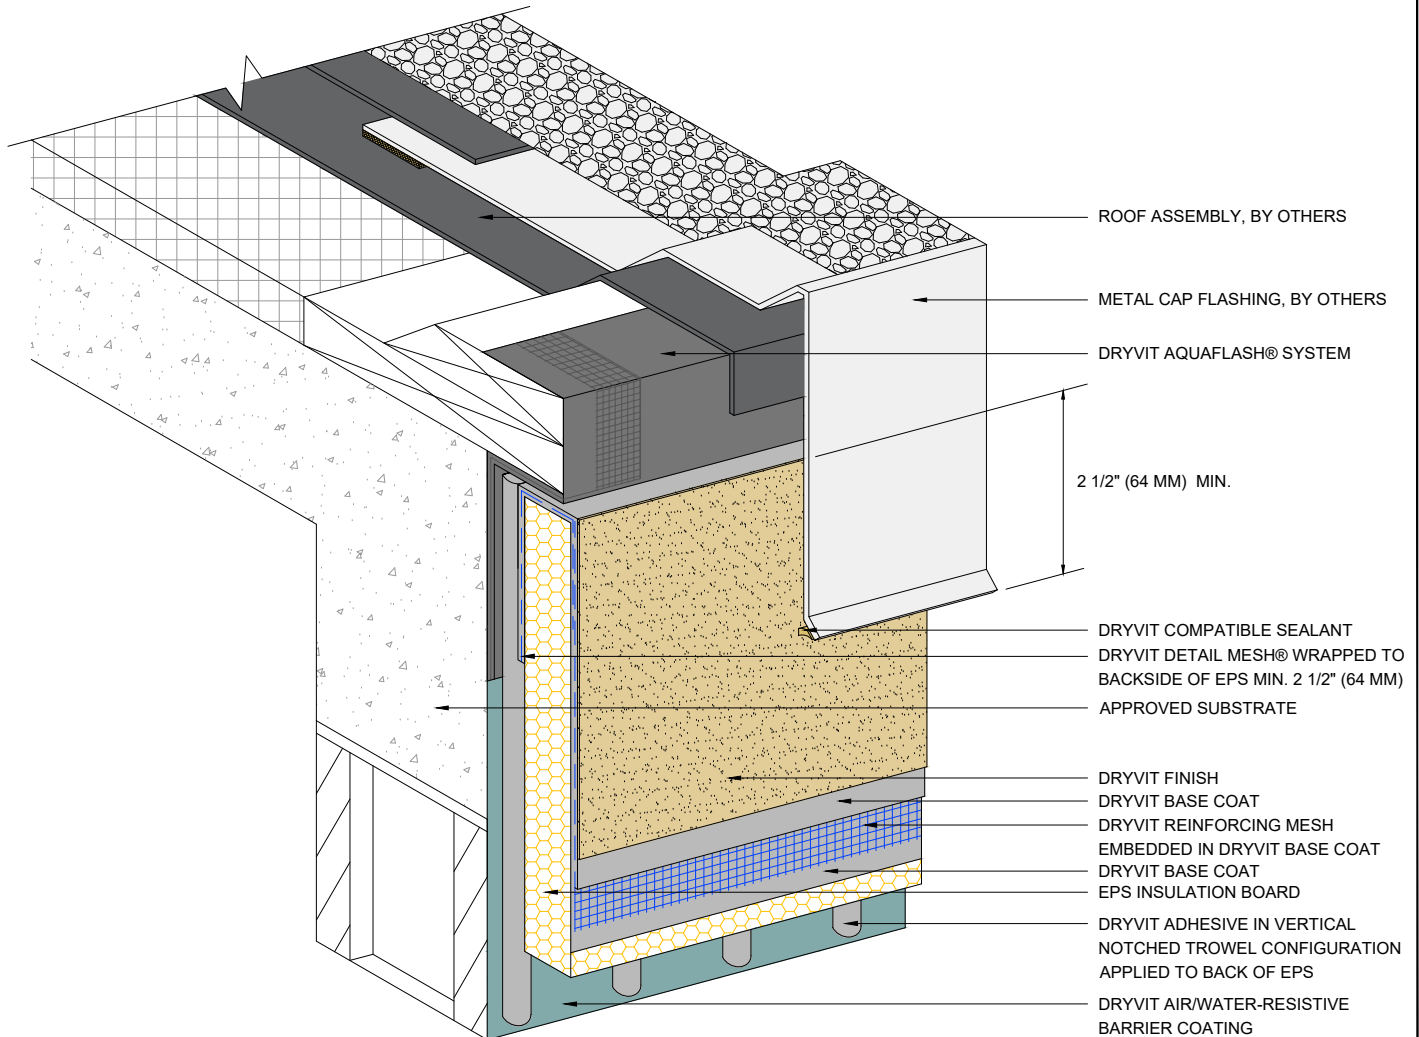 ROOF ASSEMBLY, BY OTHERS
METAL CAP FLASHING, BY OTHERS
DRYVIT AQUAFLASH® SYSTEM
2 1/2" (64 MM) MIN.
DRYVIT COMPATIBLE SEALANT
DRYVIT DETAIL MESH® WRAPPED TO
BACKSIDE OF EPS MIN. 2 1/2" (64 MM)
APPROVED SUBSTRATE
DRYVIT FINISH
DRYVIT BASE COAT
DRYVIT REINFORCING MESH
EMBEDDED IN DRYVIT BASE COAT
DRYVIT BASE COAT
EPS INSULATION BOARD
DRYVIT ADHESIVE IN VERTICAL
NOTCHED TROWEL CONFIGURATION
APPLIED TO BACK OF EPS
DRYVIT AIR/WATER-RESISTIVE
BARRIER COATING